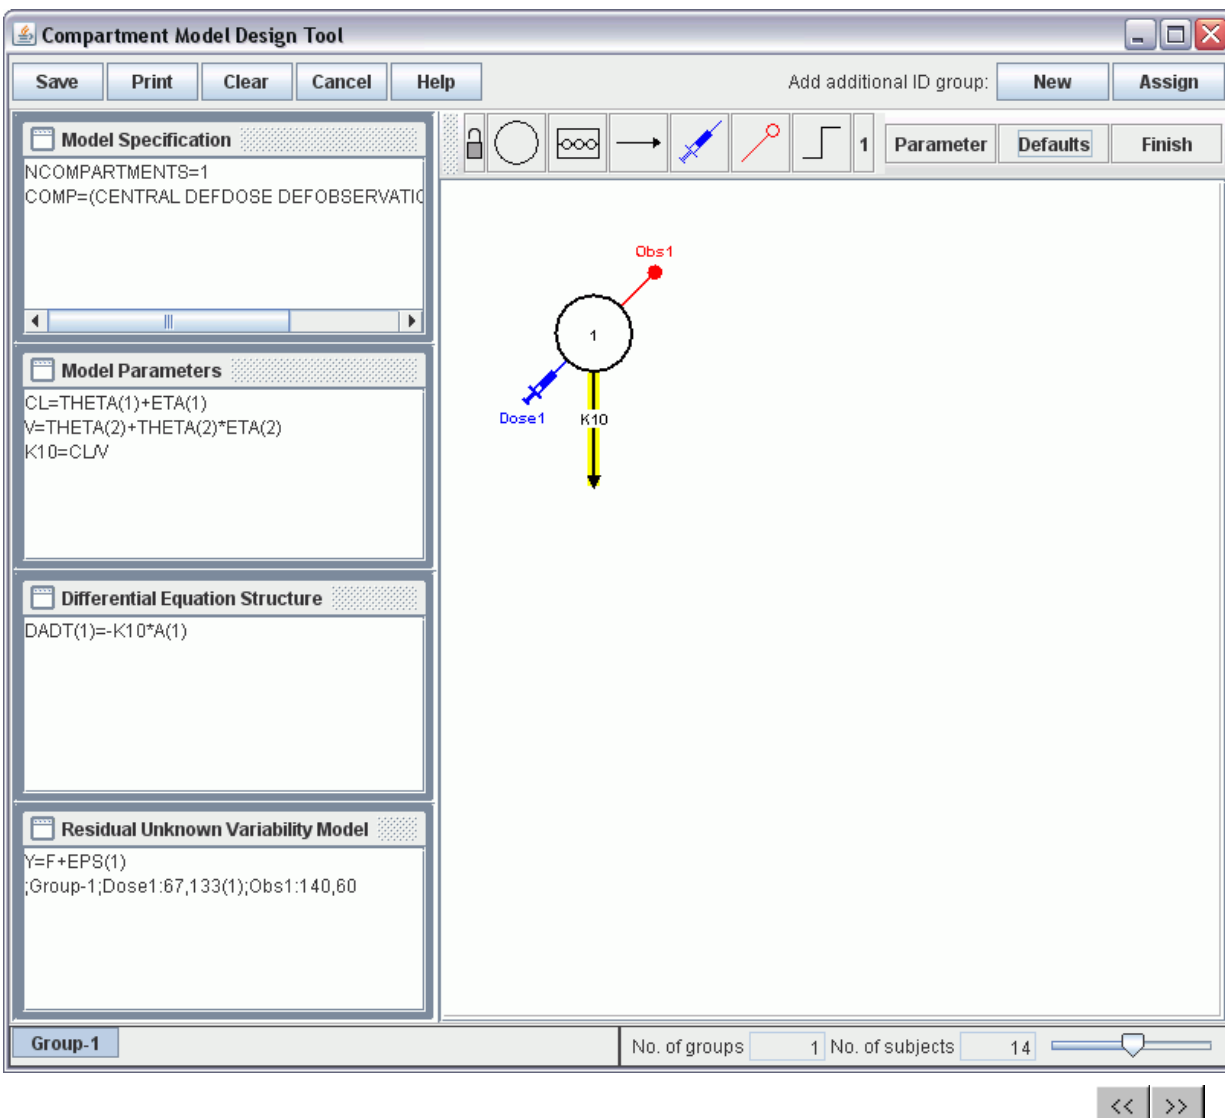 Compartment Model Design Tool
Save Print Clear Cancel Help Add additional ID group: New Assign
Model Specification
NCOMPARTMENTS=1
COMP=(CENTRAL DEFDOSE DEFOBSERVATIO
Model Parameters
CL=THETA(1)+ETA(1)
V=THETA(2)+THETA(2)*ETA(2)
K10=CL/V
Differential Equation Structure
DADT(1)=-K10*A(1)
Residual Unknown Variability Model
Y=F+EPS(1)
;Group-1;Dose1:67,133(1);Obs1:140,60
1 Parameter Defaults Finish
Obs1
1
Dose1
K10
Group-1 No. of groups 1 No. of subjects 14
<< >>